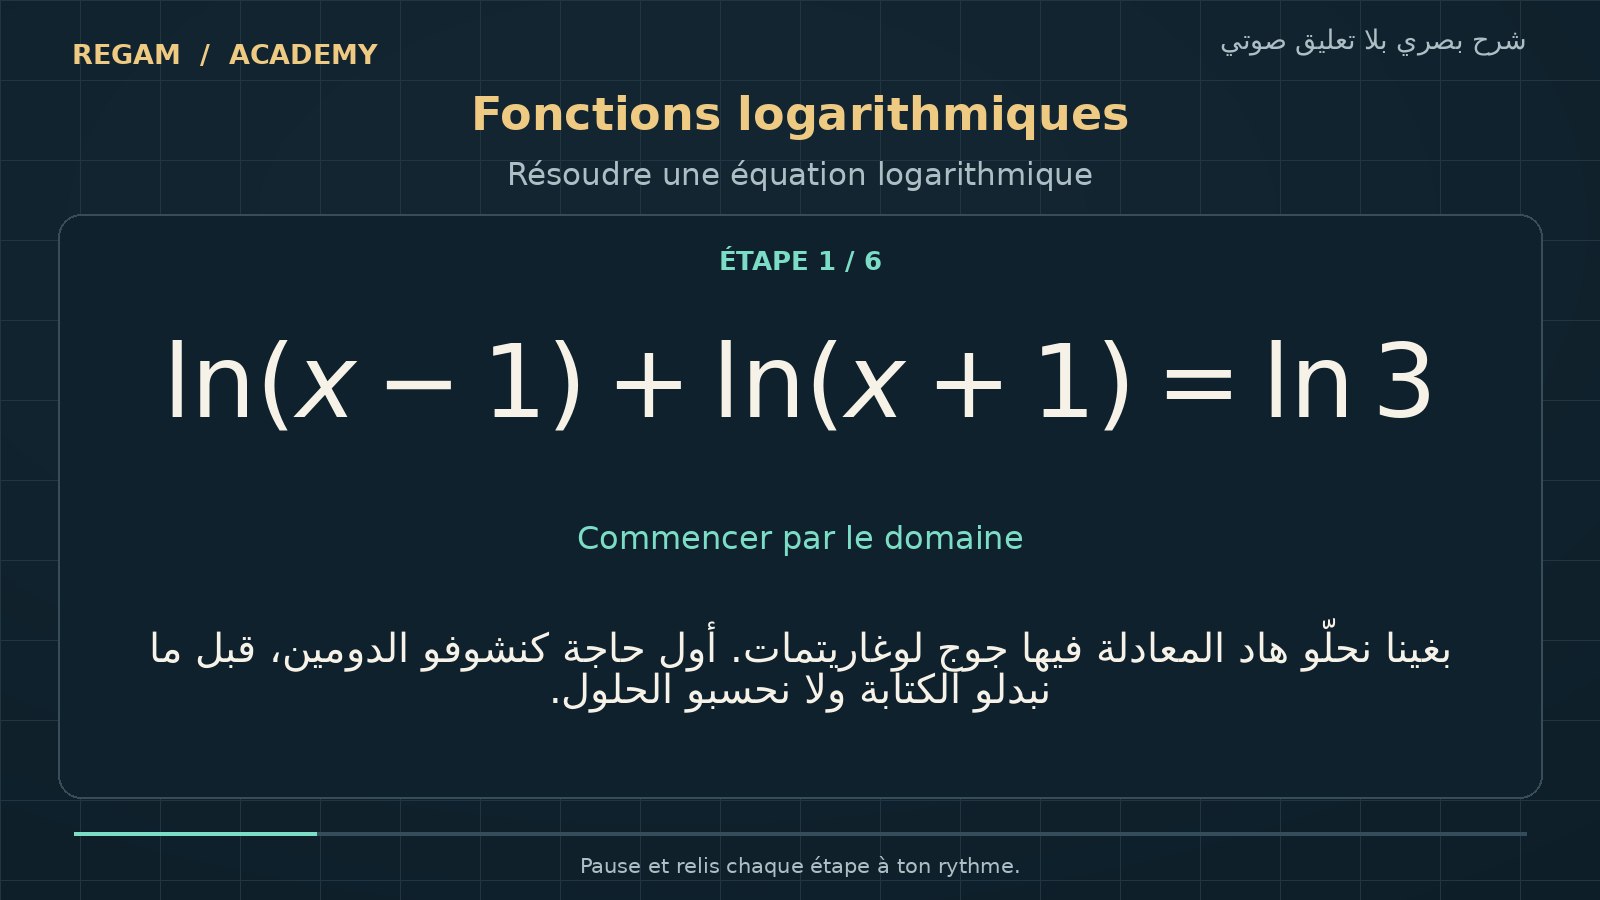 REGAM / ACADEMY
شرح بصري بلا تعليق صوتي
Fonctions logarithmiques
Résoudre une équation logarithmique
ÉTAPE 1 / 6
ln(x − 1) + ln(x + 1) = ln 3
Commencer par le domaine
بغينا نحلّو هاد المعادلة فيها جوج لوغاريتمات. أول حاجة كنشوفو الدومين، قبل ما
نبدلو الكتابة ولا نحسبو الحلول.
Pause et relis chaque étape à ton rythme.